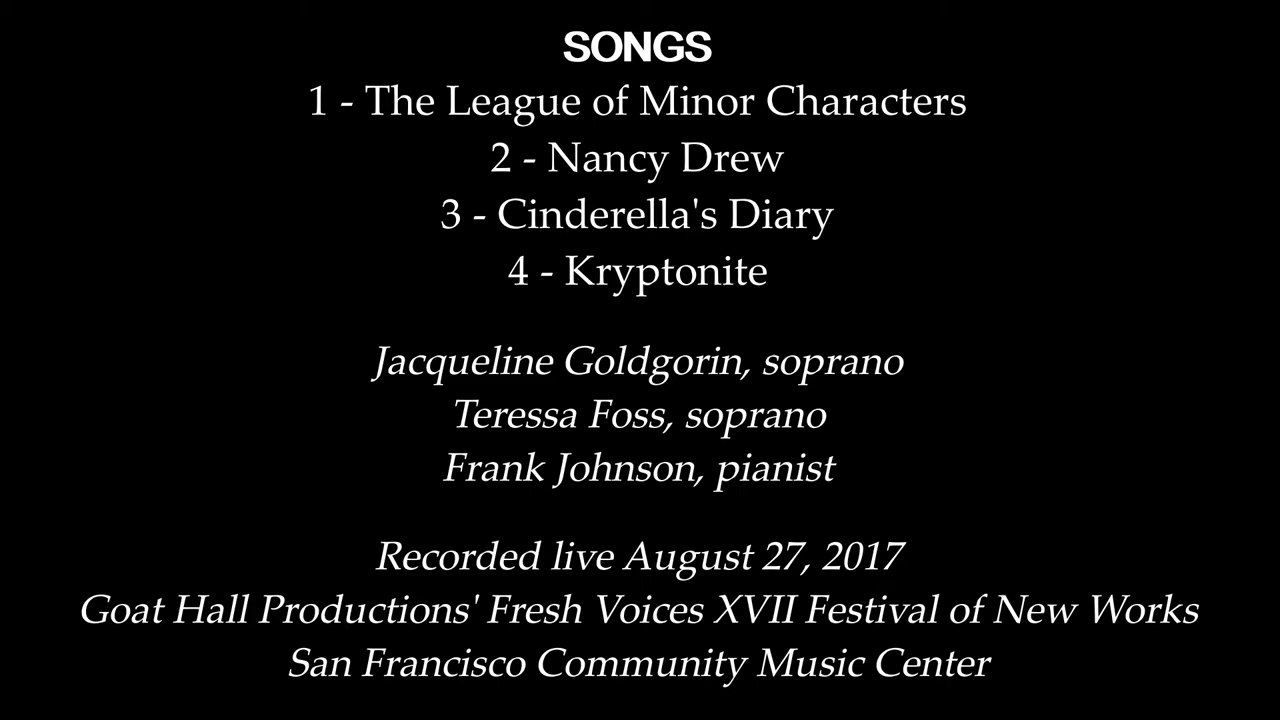 SONGS
1 - The League of Minor Characters
2 - Nancy Drew
3 - Cinderella's Diary
4 - Kryptonite
Jacqueline Goldgorin, soprano
Teressa Foss, soprano
Frank Johnson, pianist
Recorded live August 27, 2017
Goat Hall Productions' Fresh Voices XVII Festival of New Works
San Francisco Community Music Center